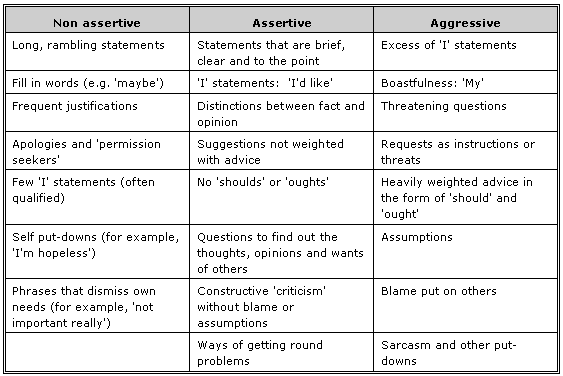 Non assertive
Assertive
Aggressive
Long, rambling statements
Statements that are brief,
clear and to the point
Excess of 'I' statements
Fill in words (e.g. 'maybe')
'I' statements:  'I'd like'
Boastfulness: 'My'
Frequent justifications
Distinctions between fact and
opinion
Threatening questions
Apologies and 'permission
seekers'
Suggestions not weighted
with advice
Requests as instructions or
threats
Few 'I' statements (often
qualified)
No 'shoulds' or 'oughts'
Heavily weighted advice in
the form of 'should' and
'ought'
Self put-downs (for example,
'I'm hopeless')
Questions to find out the
thoughts, opinions and wants
of others
Assumptions
Phrases that dismiss own
needs (for example, 'not
important really')
Constructive 'criticism'
without blame or
assumptions
Blame put on others
Ways of getting round
problems
Sarcasm and other put-
downs